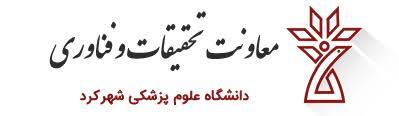 معاونت تحقیقات و فناوری
دانشگاه علوم پزشکی شهرکرد